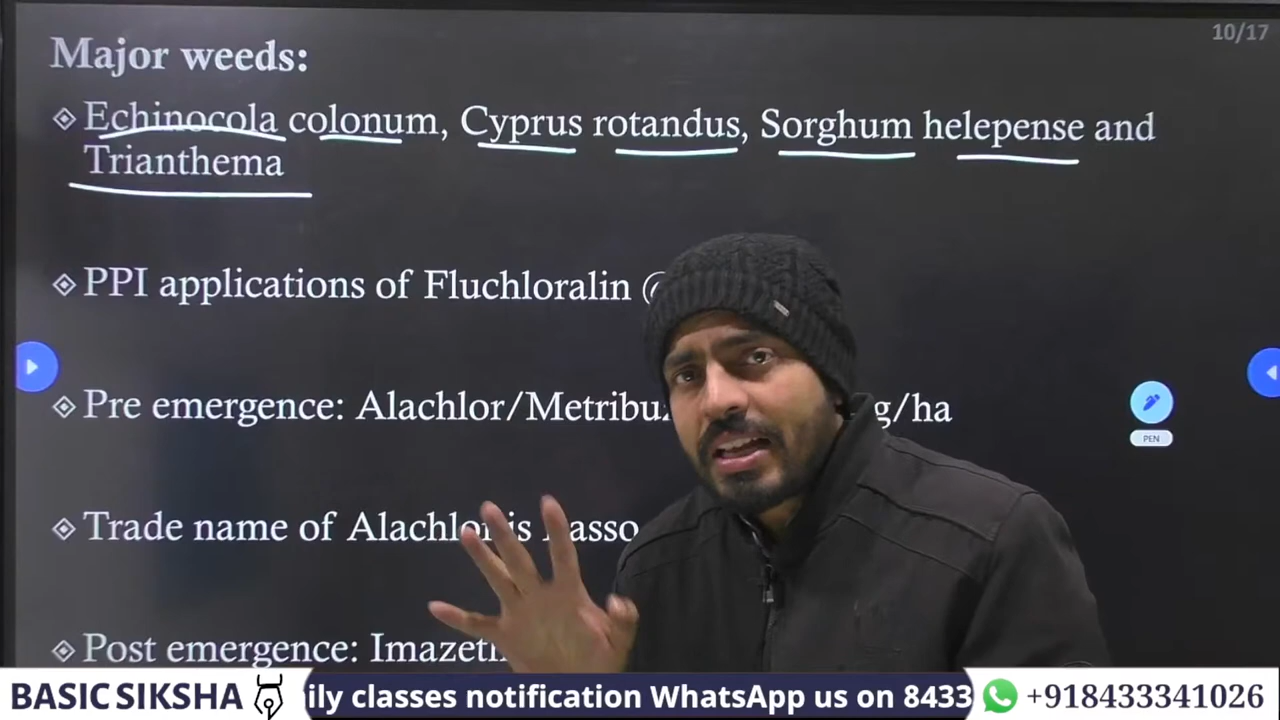 10/17
Major weeds:
Echinocola colonum, Cyprus rotandus, Sorghum helepense and
Trianthema
PPI applications of Fluchloralin @
Pre emergence: Alachlor/ g/ha
Trade name of Alachlor is
Post emergence:
PEN
BASIC SIKSHA ily classes notification WhatsApp us on 8433 +918433341026